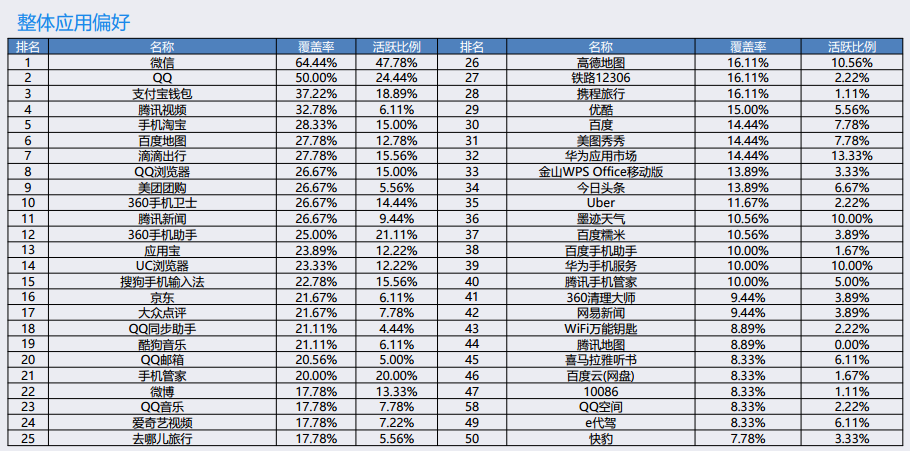 整体应用偏好
排名 名称 覆盖率 活跃比例 排名 名称 覆盖率 活跃比例
1 微信 64.44% 47.78% 26 高德地图 16.11% 10.56%
2 QQ 50.00% 24.44% 27 铁路12306 16.11% 2.22%
3 支付宝钱包 37.22% 18.89% 28 携程旅行 16.11% 1.11%
4 腾讯视频 32.78% 6.11% 29 优酷 15.00% 5.56%
5 手机淘宝 28.33% 15.00% 30 百度 14.44% 7.78%
6 百度地图 27.78% 12.78% 31 美图秀秀 14.44% 7.78%
7 滴滴出行 27.78% 15.56% 32 华为应用市场 14.44% 13.33%
8 QQ浏览器 26.67% 15.00% 33 金山WPS Office移动版 13.89% 3.33%
9 美团团购 26.67% 5.56% 34 今日头条 13.89% 6.67%
10 360手机卫士 26.67% 14.44% 35 Uber 11.67% 2.22%
11 腾讯新闻 26.67% 9.44% 36 墨迹天气 10.56% 10.00%
12 360手机助手 25.00% 21.11% 37 百度糯米 10.56% 3.89%
13 应用宝 23.89% 12.22% 38 百度手机助手 10.00% 1.67%
14 UC浏览器 23.33% 12.22% 39 华为手机服务 10.00% 10.00%
15 搜狗手机输入法 22.78% 15.56% 40 腾讯手机管家 10.00% 5.00%
16 京东 21.67% 6.11% 41 360清理大师 9.44% 3.89%
17 大众点评 21.67% 7.78% 42 网易新闻 9.44% 3.89%
18 QQ同步助手 21.11% 4.44% 43 WiFi万能钥匙 8.89% 2.22%
19 酷狗音乐 21.11% 6.11% 44 腾讯地图 8.89% 0.00%
20 QQ邮箱 20.56% 5.00% 45 喜马拉雅听书 8.33% 6.11%
21 手机管家 20.00% 20.00% 46 百度云(网盘) 8.33% 1.67%
22 微博 17.78% 13.33% 47 10086 8.33% 1.11%
23 QQ音乐 17.78% 7.78% 58 QQ空间 8.33% 2.22%
24 爱奇艺视频 17.78% 7.22% 49 e代驾 8.33% 6.11%
25 去哪儿旅行 17.78% 5.56% 50 快豹 7.78% 3.33%